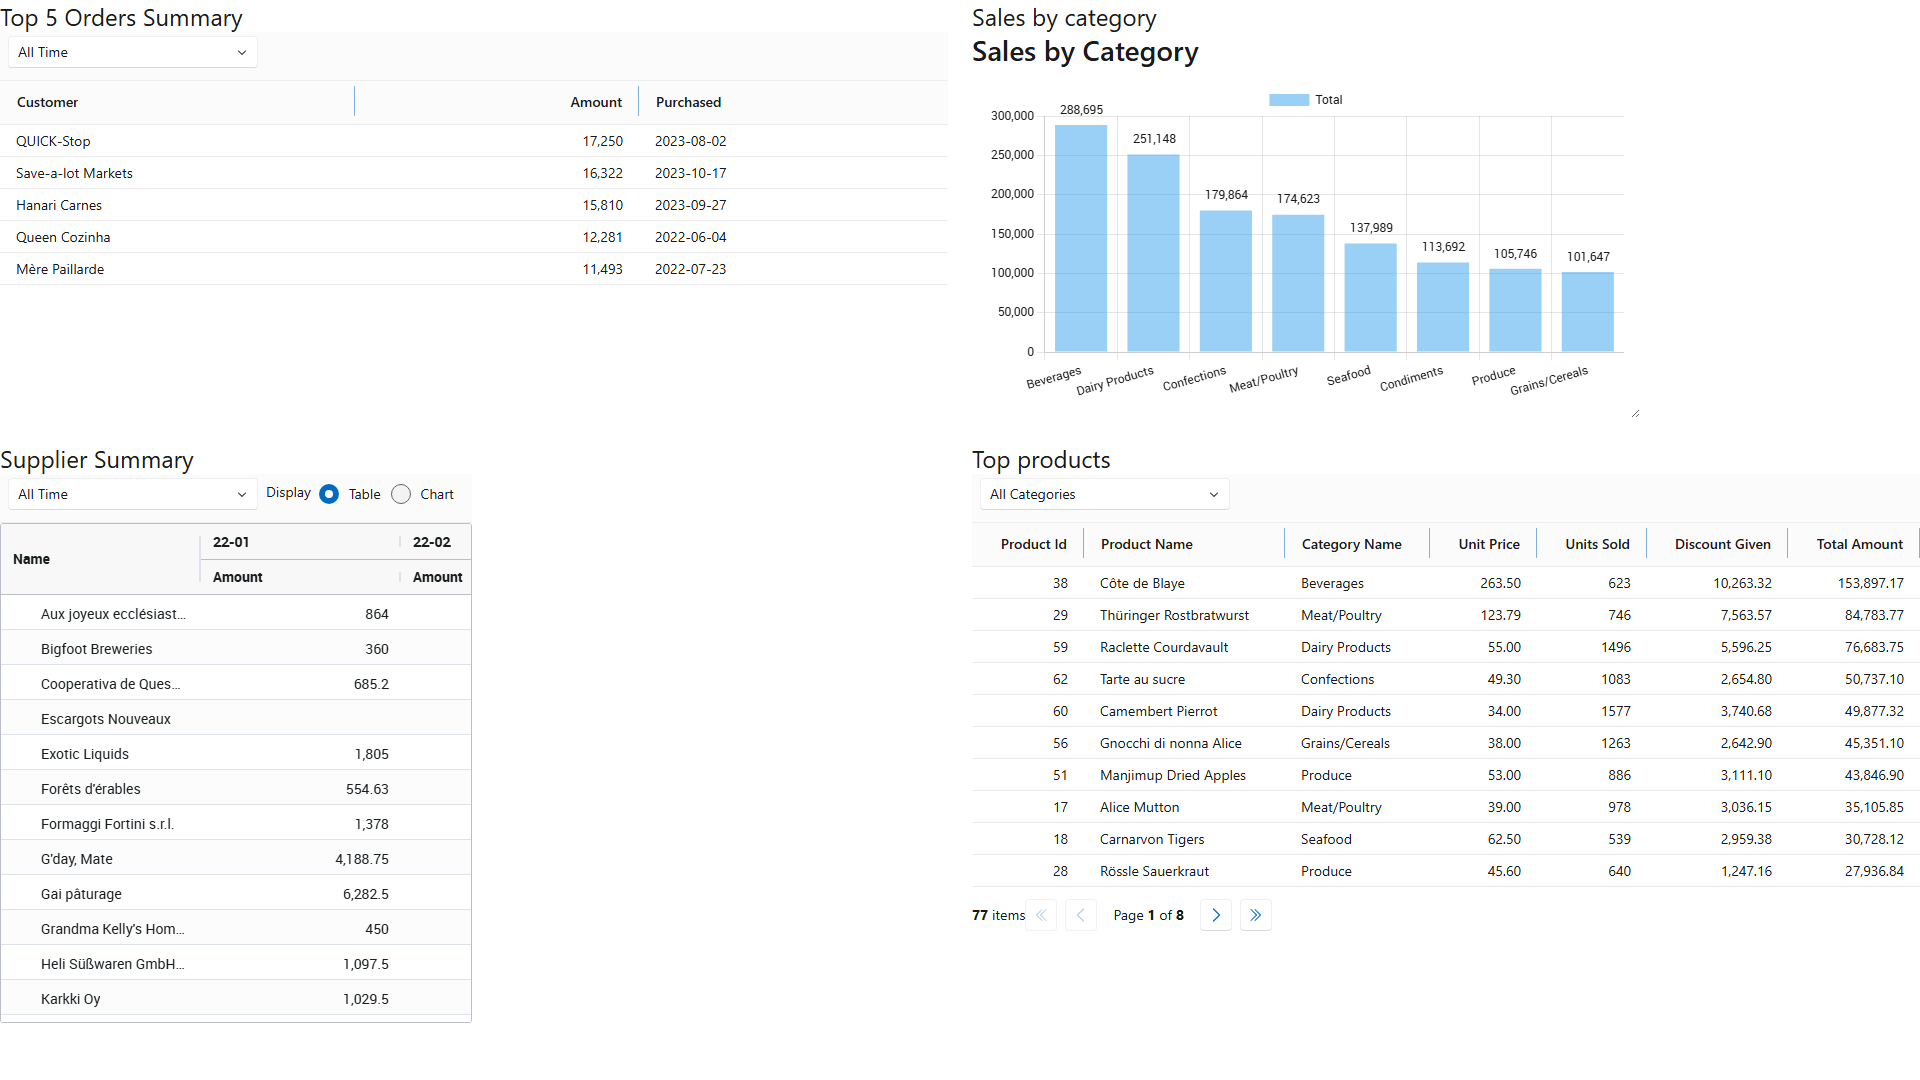 Top 5 Orders Summary
All Time
Customer Amount Purchased
QUICK-Stop 17,250 2023-08-02
Save-a-lot Markets 16,322 2023-10-17
Hanari Carnes 15,810 2023-09-27
Queen Cozinha 12,281 2022-06-04
Mère Paillarde 11,493 2022-07-23
Sales by category
Sales by Category
Total
300,000
250,000
200,000
150,000
100,000
50,000
0
288,695
251,148
179,864
174,623
137,989
113,692
105,746
101,647
Beverages
Dairy Products
Confections
Meat/Poultry
Seafood
Condiments
Produce
Grains/Cereals
Supplier Summary
All Time Display Table Chart
Name 22-01 22-02
Amount Amount
Aux joyeux ecclésiast... 864
Bigfoot Breweries 360
Cooperativa de Ques... 685.2
Escargots Nouveaux
Exotic Liquids 1,805
Forêts d'érables 554.63
Formaggi Fortini s.r.l. 1,378
G'day, Mate 4,188.75
Gai pâturage 6,282.5
Grandma Kelly's Hom... 450
Heli Süßwaren GmbH... 1,097.5
Karkki Oy 1,029.5
Top products
All Categories
Product Id Product Name Category Name Unit Price Units Sold Discount Given Total Amount
38 Côte de Blaye Beverages 263.50 623 10,263.32 153,897.17
29 Thüringer Rostbratwurst Meat/Poultry 123.79 746 7,563.57 84,783.77
59 Raclette Courdavault Dairy Products 55.00 1496 5,596.25 76,683.75
62 Tarte au sucre Confections 49.30 1083 2,654.80 50,737.10
60 Camembert Pierrot Dairy Products 34.00 1577 3,740.68 49,877.32
56 Gnocchi di nonna Alice Grains/Cereals 38.00 1263 2,642.90 45,351.10
51 Manjimup Dried Apples Produce 53.00 886 3,111.10 43,846.90
17 Alice Mutton Meat/Poultry 39.00 978 3,036.15 35,105.85
18 Carnarvon Tigers Seafood 62.50 539 2,959.38 30,728.12
28 Rössle Sauerkraut Produce 45.60 640 1,247.16 27,936.84
77 items Page 1 of 8